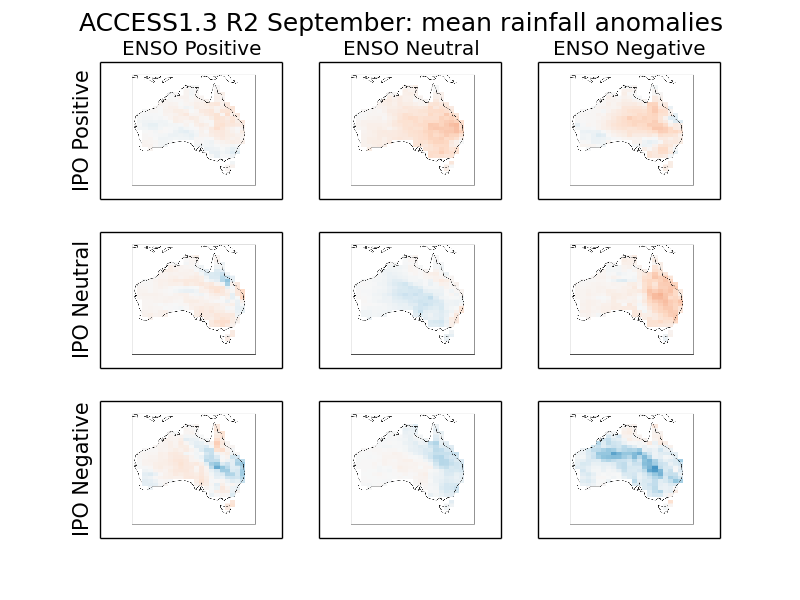 ACCESS1.3 R2 September: mean rainfall anomalies
ENSO Positive
ENSO Neutral
ENSO Negative
IPO Positive
IPO Neutral
IPO Negative